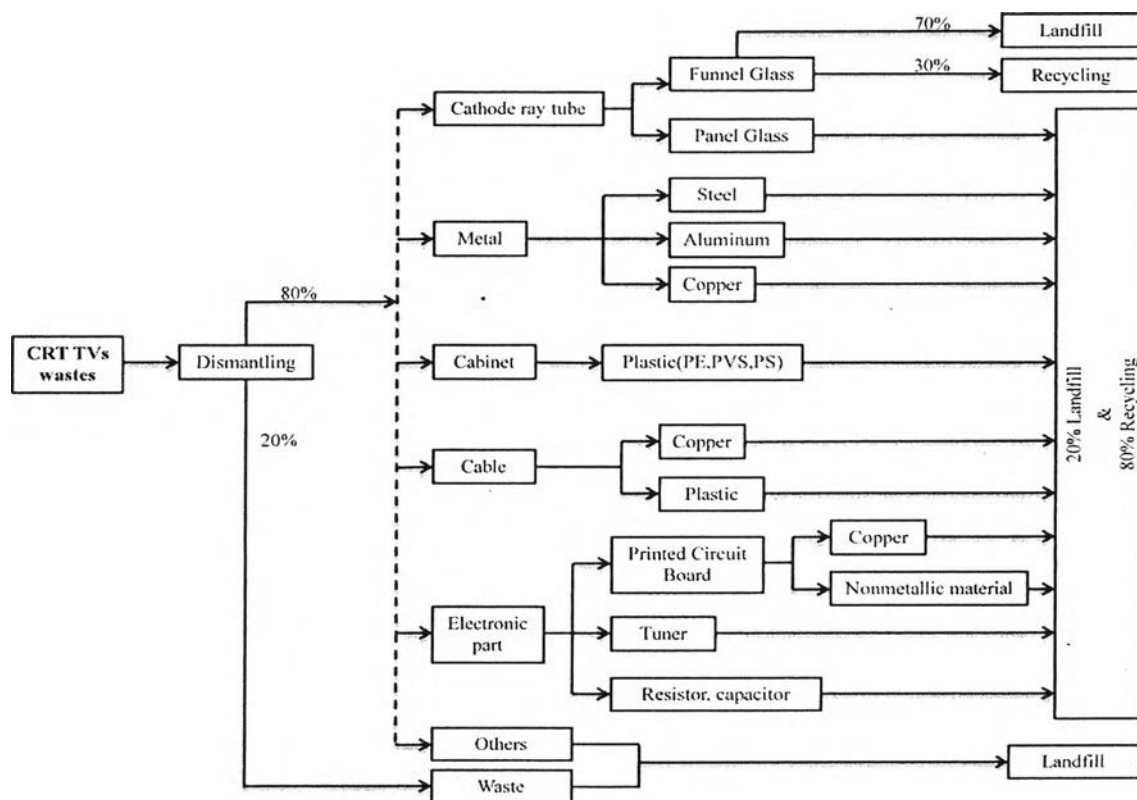 70%
Landfill
Funnel Glass
30%
Recycling
Cathode ray tube
Panel Glass
Steel
Metal
Aluminum
Copper
80%
CRT TVs
wastes
Dismantling
Cabinet
Plastic(PE,PVS,PS)
20%
Copper
Cable
Plastic
20% Landfill
&
80% Recycling
Printed Circuit
Board
Copper
Nonmetallic material
Electronic
part
Tuner
Resistor, capacitor
Others
Waste
Landfill